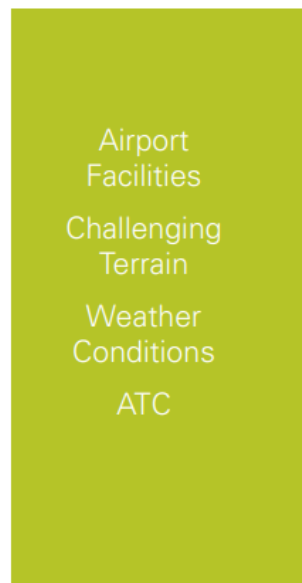 Airport
Facilities
Challenging
Terrain
Weather
Conditions
ATC